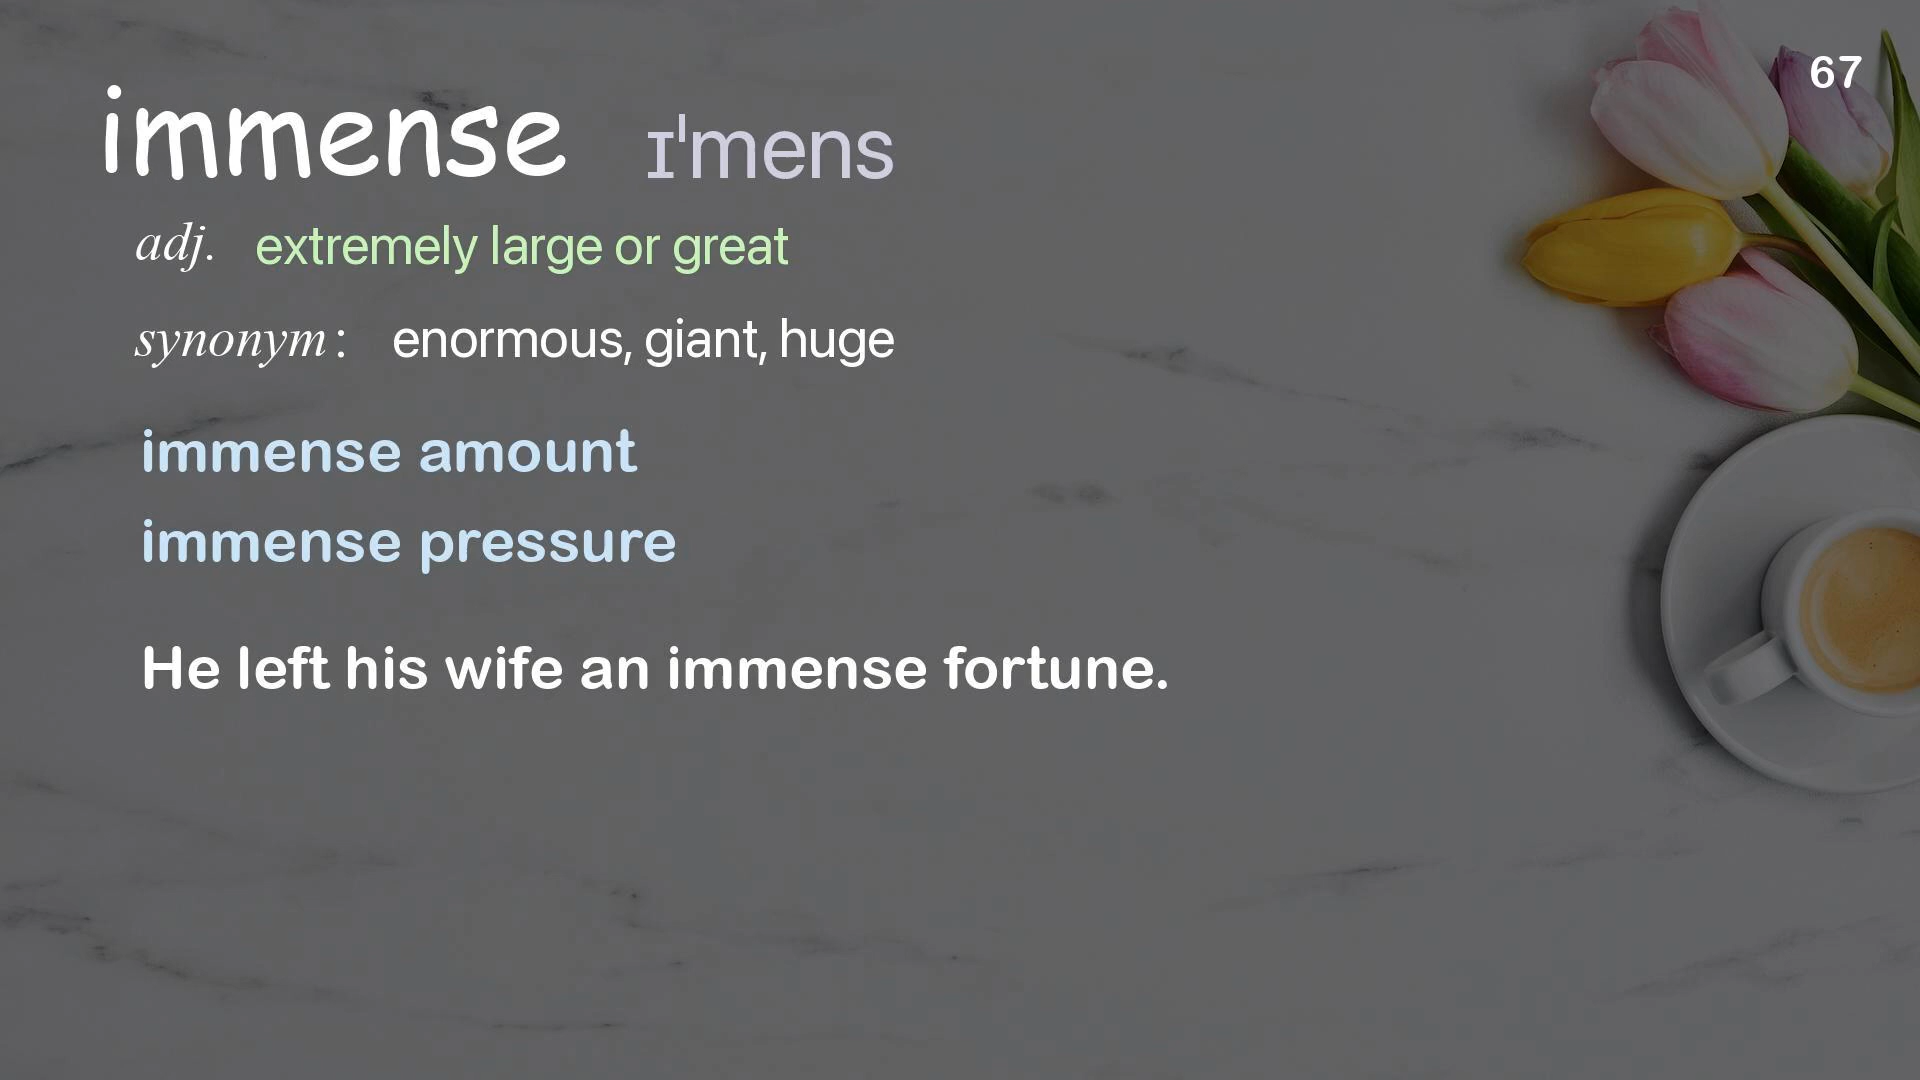 67
immense ɪˈmens
adj. extremely large or great
synonym: enormous, giant, huge
immense amount
immense pressure
He left his wife an immense fortune.